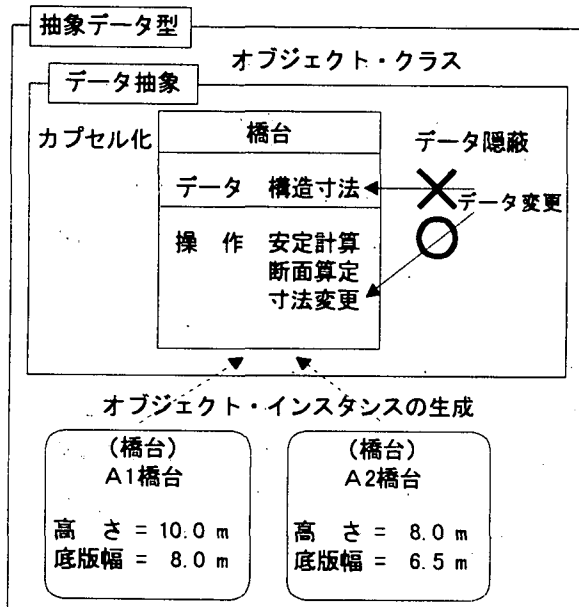 抽象データ型
オブジェクト・クラス
データ抽象
カプセル化
橋台
データ隠蔽
データ 構造寸法
データ変更
操 作 安定計算
断面算定
寸法変更
オブジェクト・インスタンスの生成
(橋台)
A1橋台
高 さ = 10.0 m
底版幅 = 8.0 m
(橋台)
A2橋台
高 さ = 8.0 m
底版幅 = 6.5 m